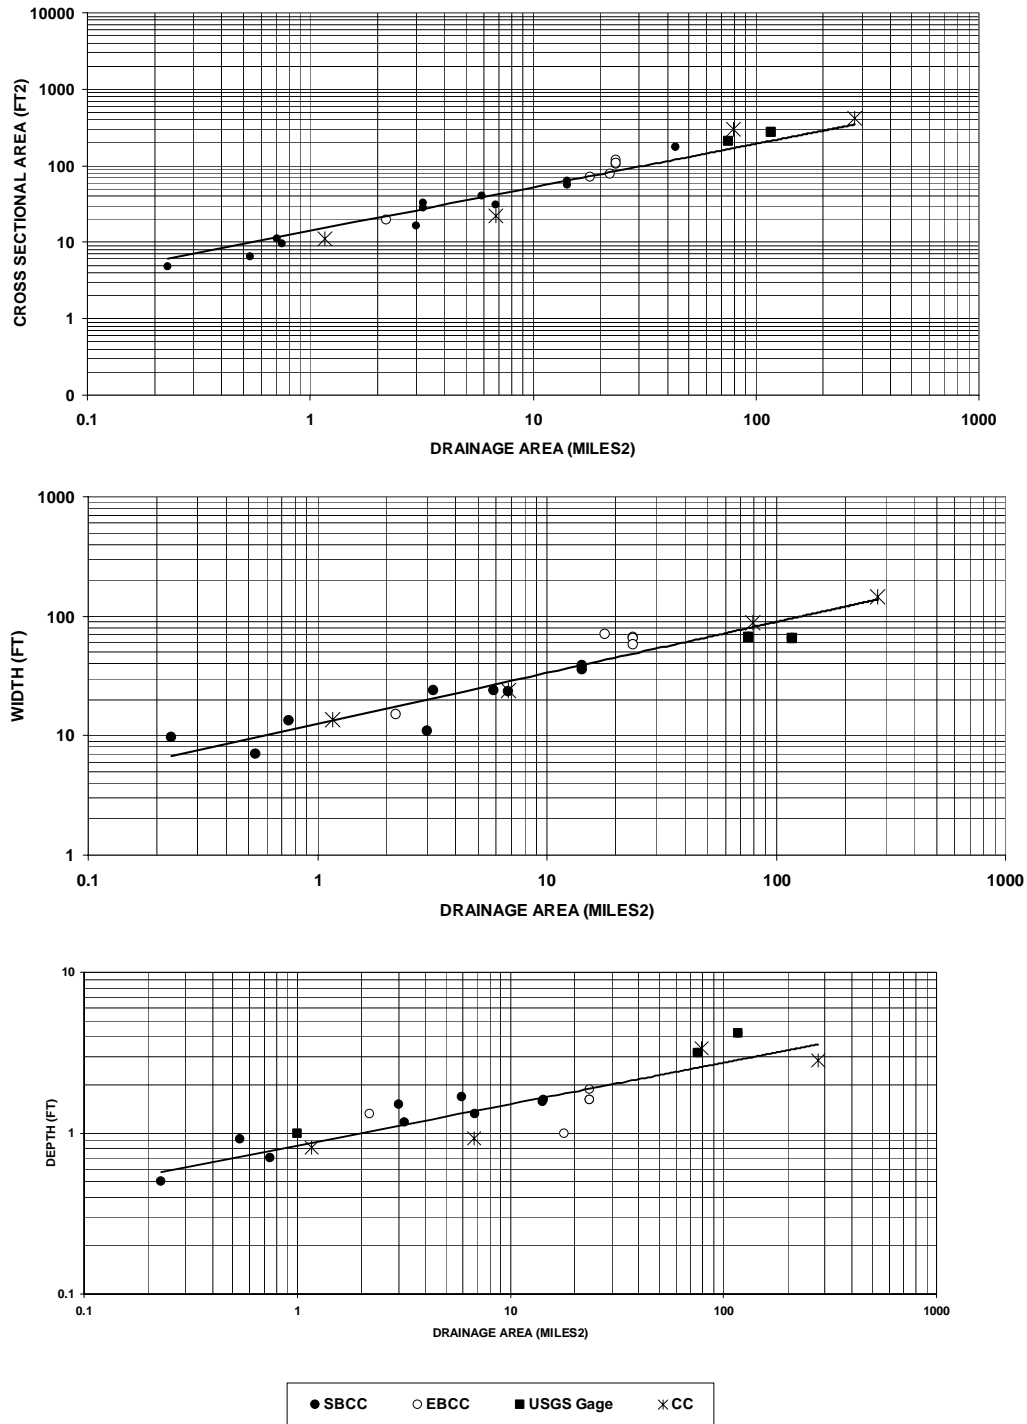 10000
1000
100
10
1
0
CROSS SECTIONAL AREA (FT2)
0.1 1 10 100 1000
DRAINAGE AREA (MILES2)
1000
100
10
1
WIDTH (FT)
0.1 1 10 100 1000
DRAINAGE AREA (MILES2)
10
1
0.1
DEPTH (FT)
0.1 1 10 100 1000
DRAINAGE AREA (MILES2)
SBCC EBCC USGS Gage CC